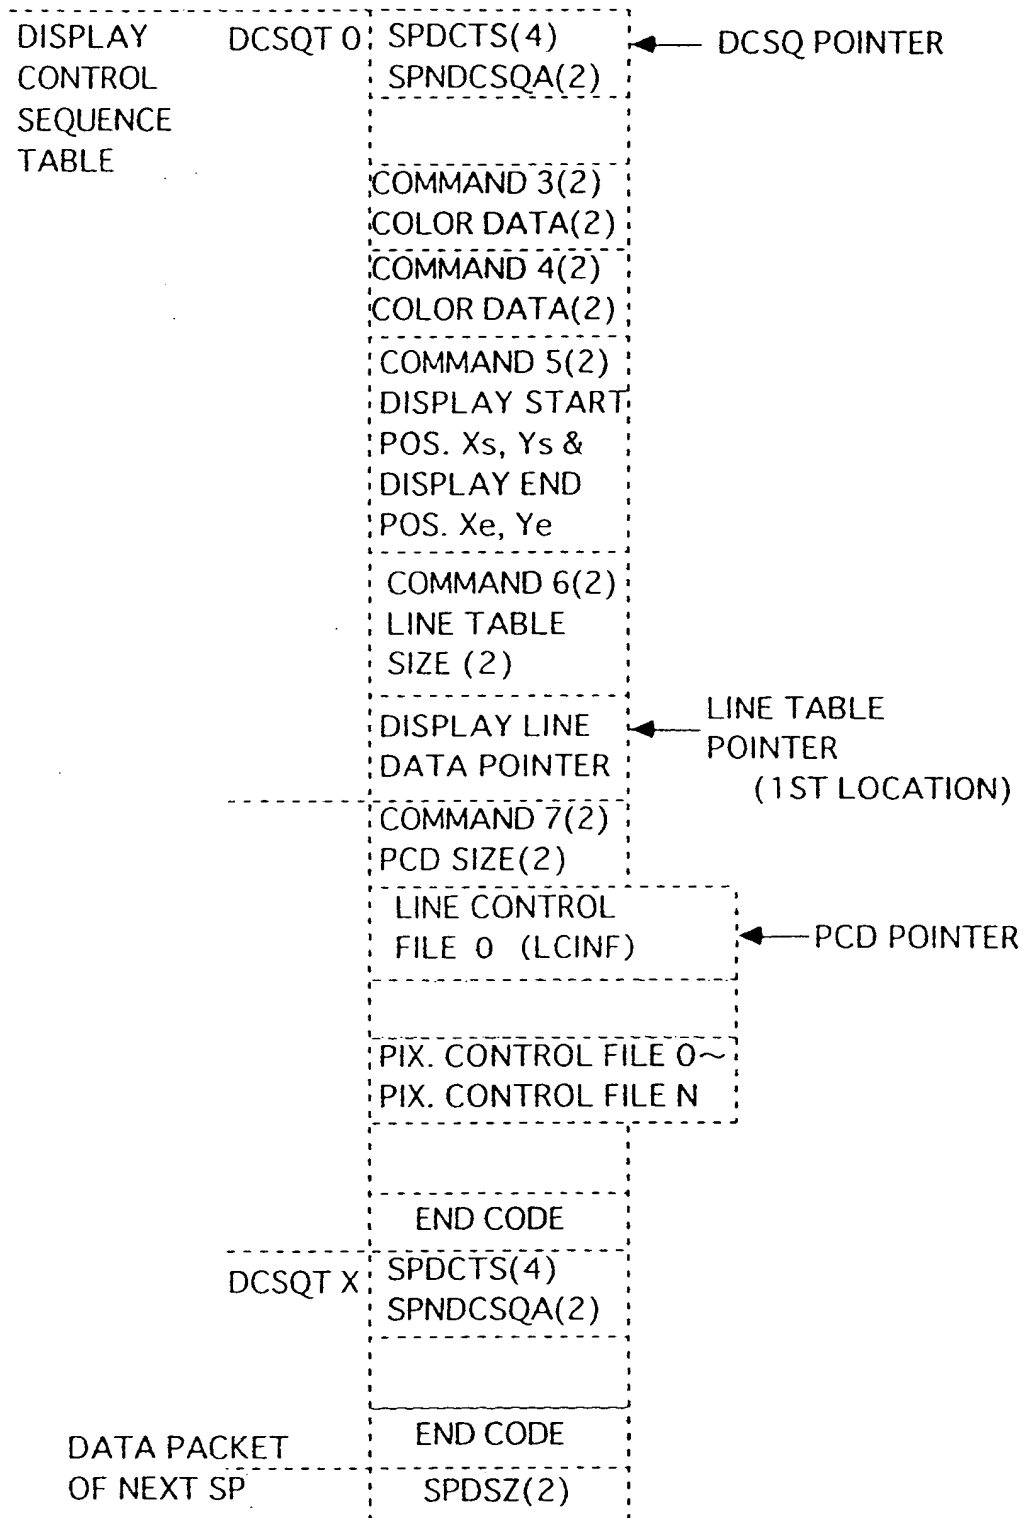 DISPLAY
CONTROL
SEQUENCE
TABLE
DCSQT 0
SPDCTS(4)
SPNDCSQA(2)
DCSQ POINTER
COMMAND 3(2)
COLOR DATA(2)
COMMAND 4(2)
COLOR DATA(2)
COMMAND 5(2)
DISPLAY START
POS. Xs, Ys &
DISPLAY END
POS. Xe, Ye
COMMAND 6(2)
LINE TABLE
SIZE (2)
DISPLAY LINE
DATA POINTER
LINE TABLE
POINTER
(1ST LOCATION)
COMMAND 7(2)
PCD SIZE(2)
LINE CONTROL
FILE 0 (LCINF)
PCD POINTER
PIX. CONTROL FILE 0~
PIX. CONTROL FILE N
END CODE
DCSQT X
SPDCTS(4)
SPNDCSQA(2)
END CODE
DATA PACKET
OF NEXT SP
SPDSZ(2)